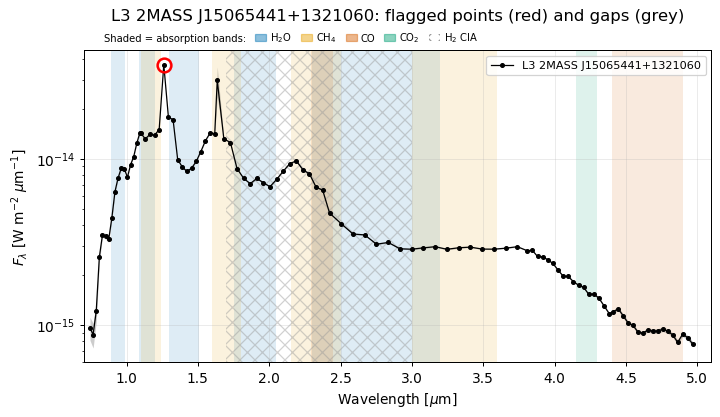 L3 2MASS J15065441+1321060: flagged points (red) and gaps (grey)
Shaded = absorption bands: H₂O CH₄ CO CO₂ H₂ CIA
L3 2MASS J15065441+1321060
10⁻¹⁴
10⁻¹⁵
F_λ [W m⁻² μm⁻¹]
1.0 1.5 2.0 2.5 3.0 3.5 4.0 4.5 5.0
Wavelength [μm]